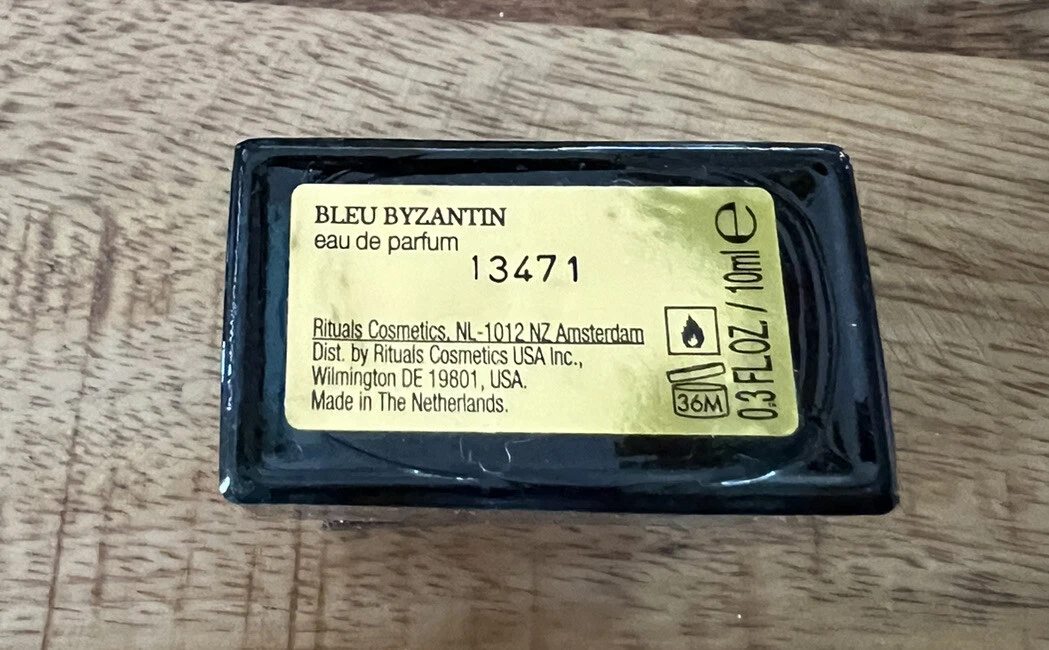 BLEU BYZANTIN
eau de parfum
13471
Rituals Cosmetics, NL-1012 NZ Amsterdam
Dist. by Rituals Cosmetics USA Inc.,
Wilmington DE 19801, USA.
Made in The Netherlands.
36M
0.3 FL OZ / 10ml e